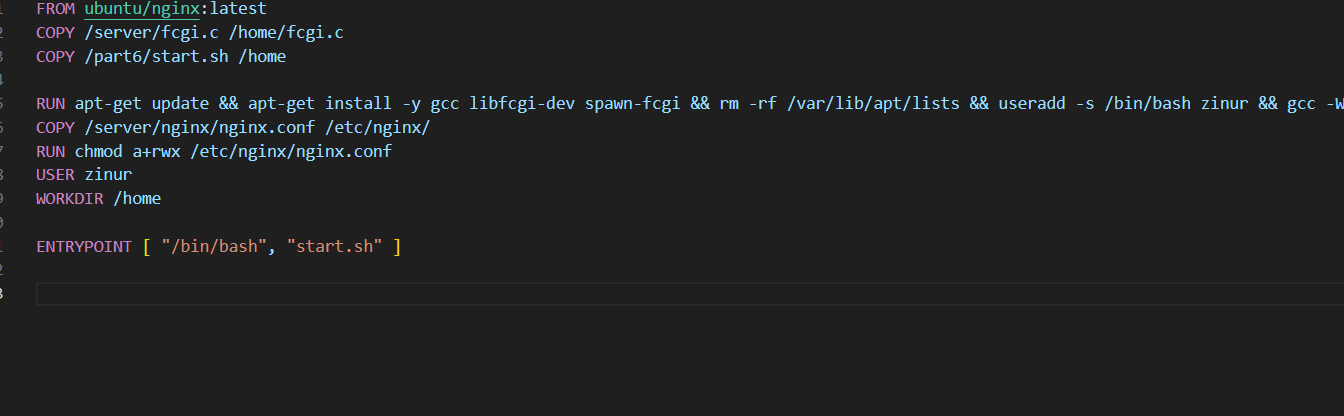 FROM ubuntu/nginx:latest
COPY /server/fcgi.c /home/fcgi.c
COPY /part6/start.sh /home
RUN apt-get update && apt-get install -y gcc libfcgi-dev spawn-fcgi && rm -rf /var/lib/apt/lists && useradd -s /bin/bash zinur && gcc
COPY /server/nginx/nginx.conf /etc/nginx/
RUN chmod a+rwx /etc/nginx/nginx.conf
USER zinur
WORKDIR /home
ENTRYPOINT [ "/bin/bash", "start.sh" ]